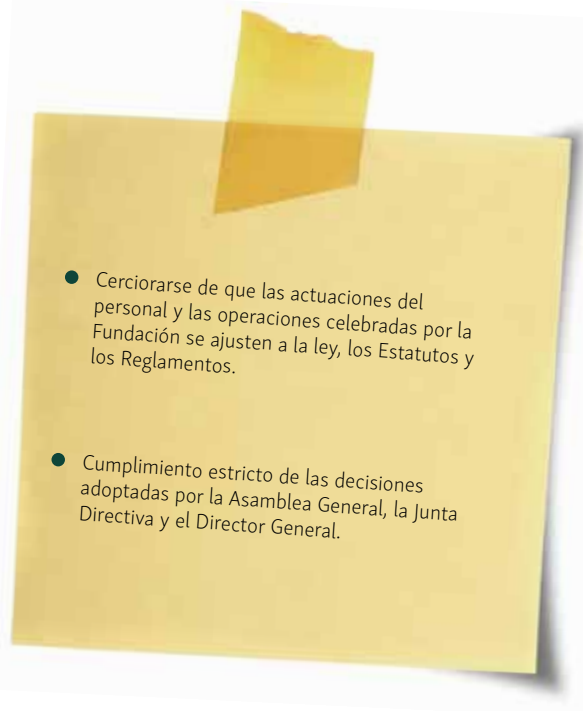 ● Cerciorarse de que las actuaciones del
personal y las operaciones celebradas por la
Fundación se ajusten a la ley, los Estatutos y
los Reglamentos.
● Cumplimiento estricto de las decisiones
adoptadas por la Asamblea General, la Junta
Directiva y el Director General.